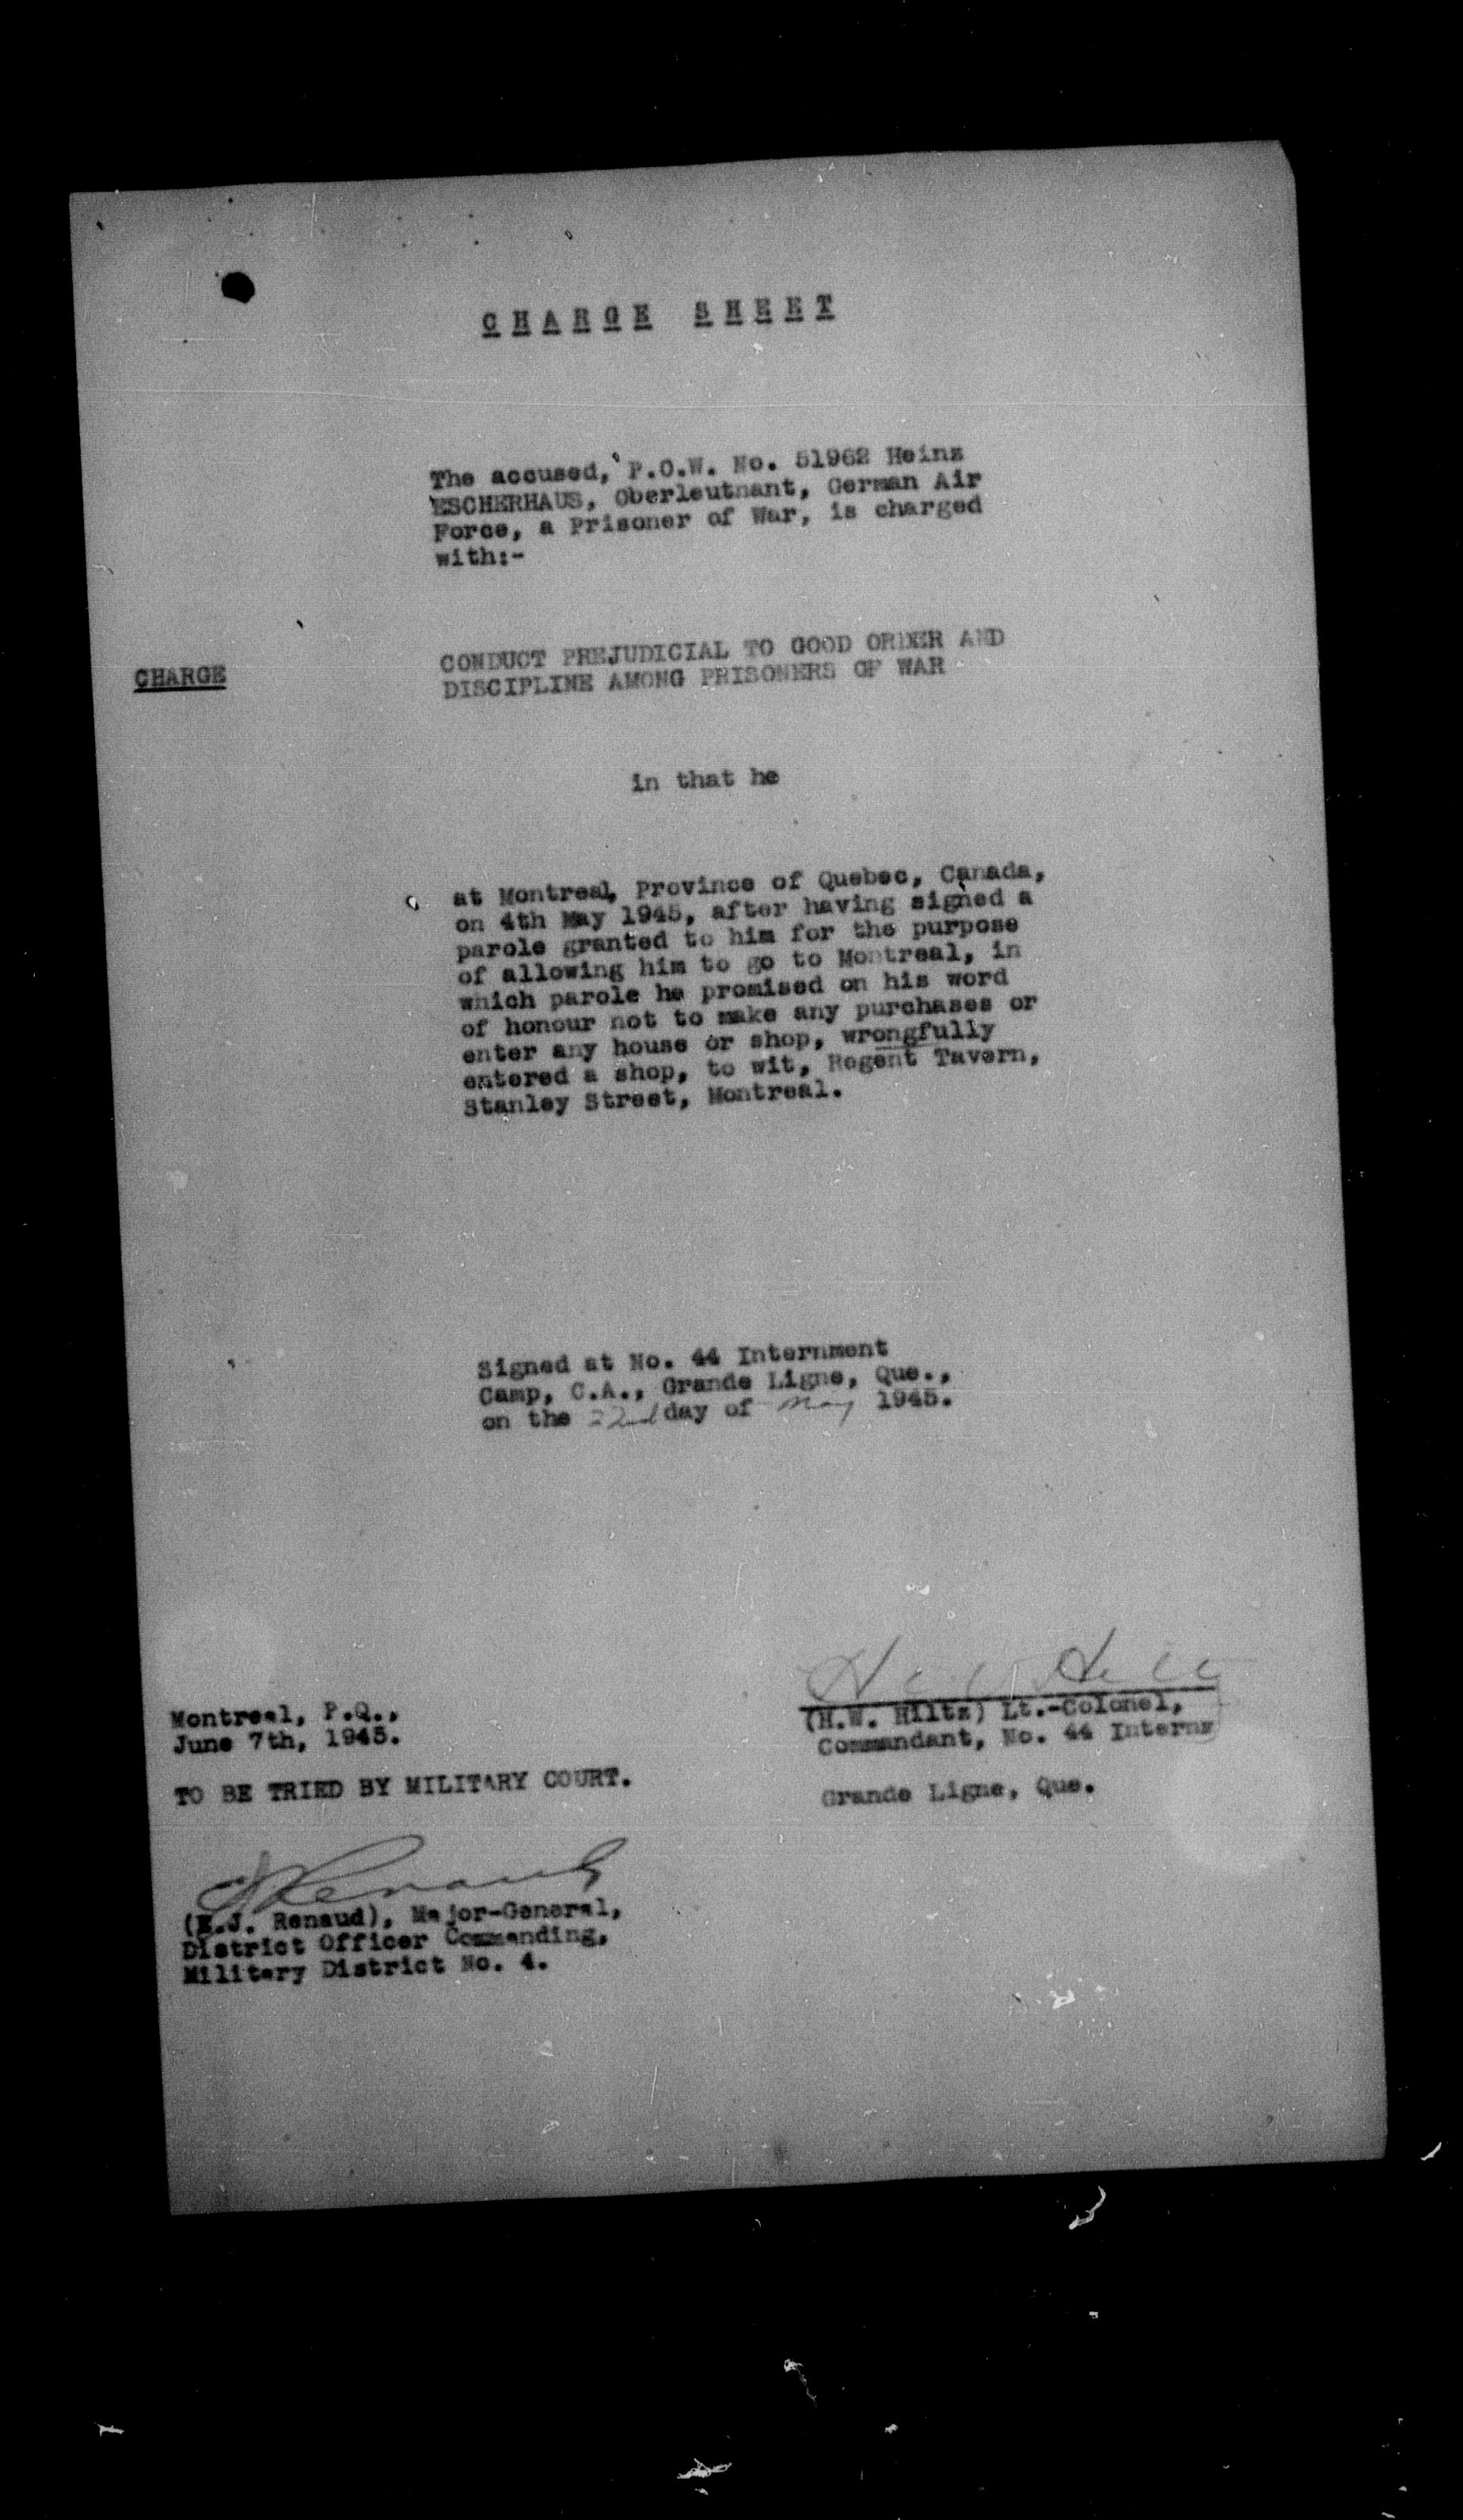 CHARGE SHEET
The accused, P.O.W. No. 51962 Heinz
ESCHERHAUS, Oberleutnant, German Air
Force, a Prisoner of War, is charged
with:-
CHARGE
CONDUCT PREJUDICIAL TO GOOD ORDER AND
DISCIPLINE AMONG PRISONERS OF WAR
in that he
at Montreal, Province of Quebec, Canada,
on 4th May 1945, after having signed a
parole granted to him for the purpose
of allowing him to go to Montreal, in
which parole he promised on his word
of honour not to make any purchases or
enter any house or shop, wrongfully
entered a shop, to wit, Regent Tavern,
Stanley Street, Montreal.
Signed at No. 44 Internment
Camp, C.A., Grande Ligne, Que.,
on the 22nd day of May 1945.
(H.W. Hiltz) Lt.-Colonel,
Commandant, No. 44 Internm
Grande Ligne, Que.
Montreal, P.Q.,
June 7th, 1945.
TO BE TRIED BY MILITARY COURT.
EJRenaud
(E.J. Renaud), Major-General,
District Officer Commanding,
Military District No. 4.